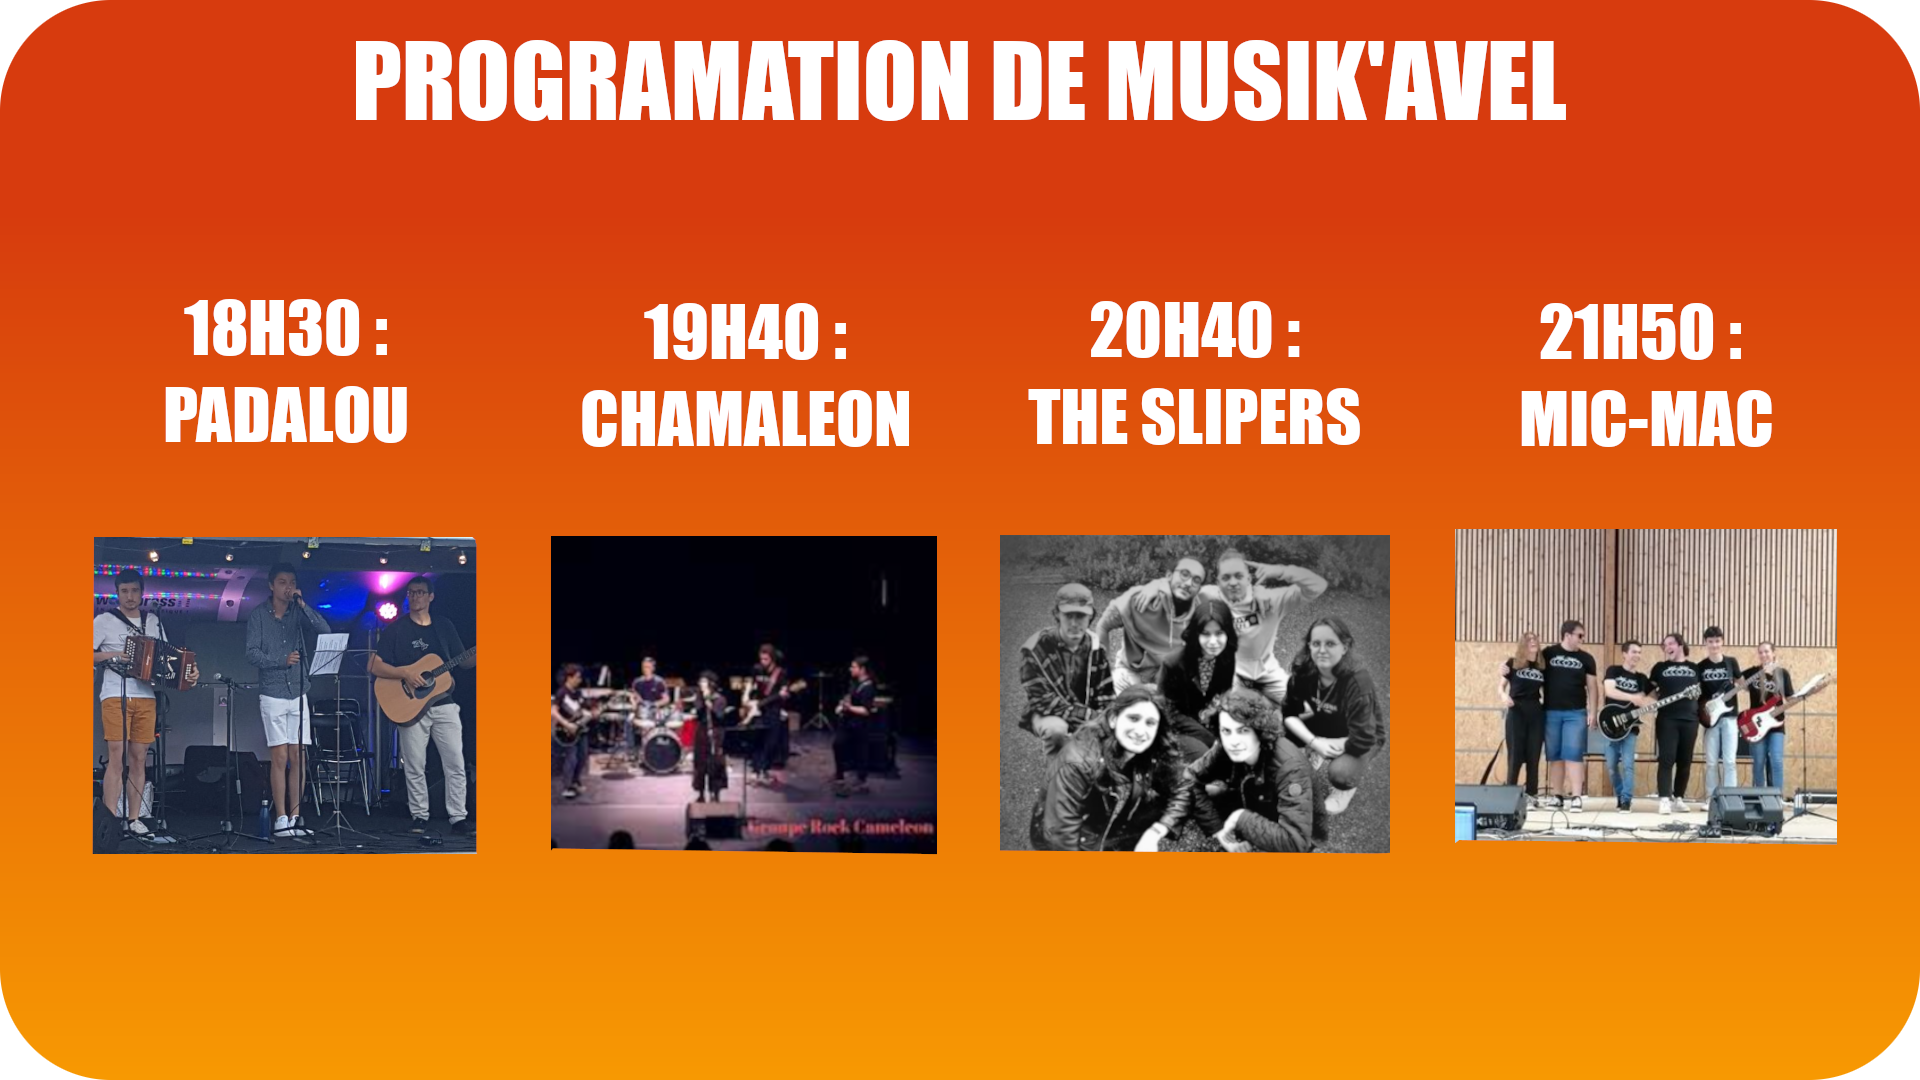 PROGRAMATION DE MUSIK'AVEL
18H30 :
PADALOU
19H40 :
CHAMALEON
20H40 :
THE SLIPERS
21H50 :
MIC-MAC
Groupe Rock Cameleon